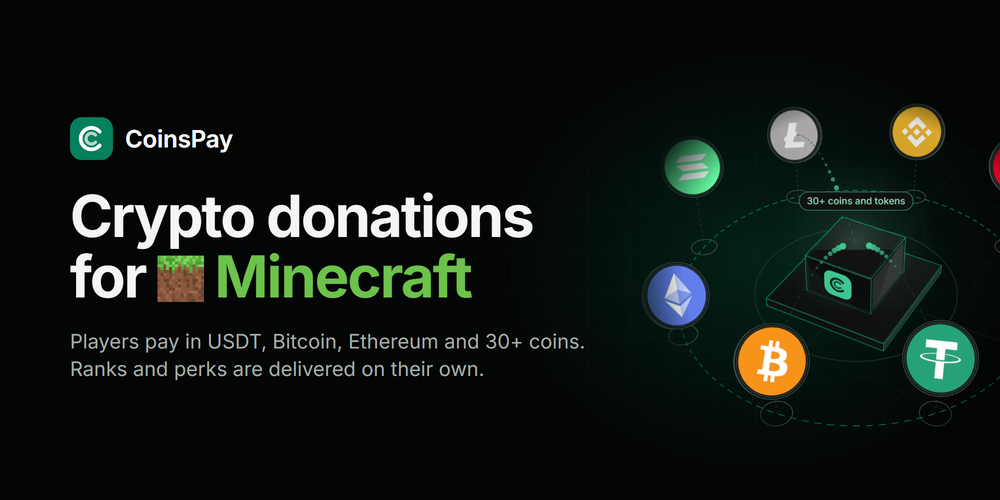 CoinsPay
Crypto donations
for Minecraft
Players pay in USDT, Bitcoin, Ethereum and 30+ coins.
Ranks and perks are delivered on their own.
30+ coins and tokens